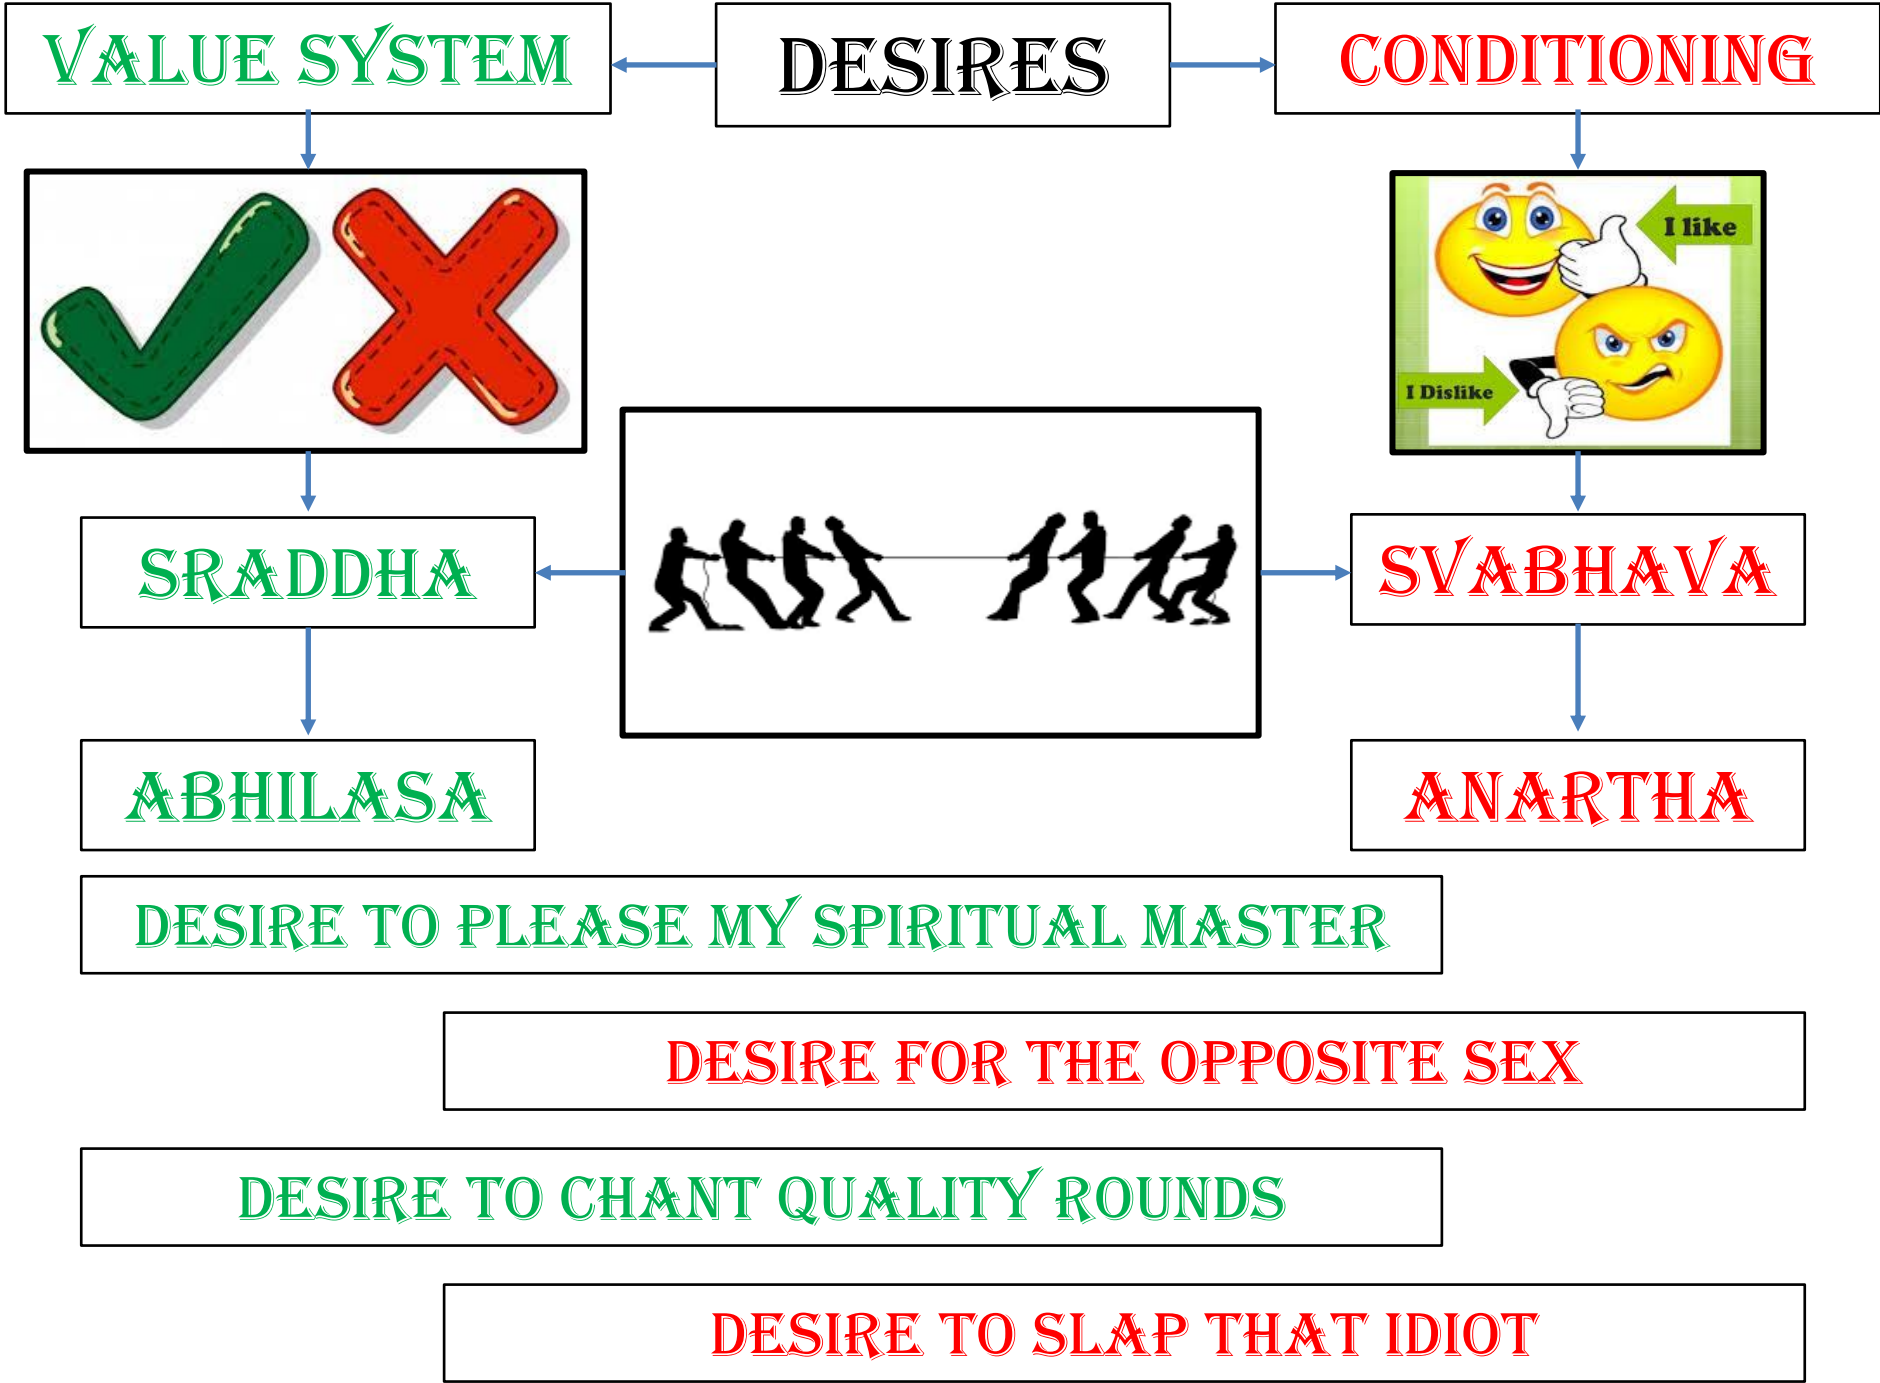 VALUE SYSTEM
DESIRES
CONDITIONING
I like
I Dislike
SRADDHA
SVABHAVA
ABHILASA
ANARTHA
DESIRE TO PLEASE MY SPIRITUAL MASTER
DESIRE FOR THE OPPOSITE SEX
DESIRE TO CHANT QUALITY ROUNDS
DESIRE TO SLAP THAT IDIOT